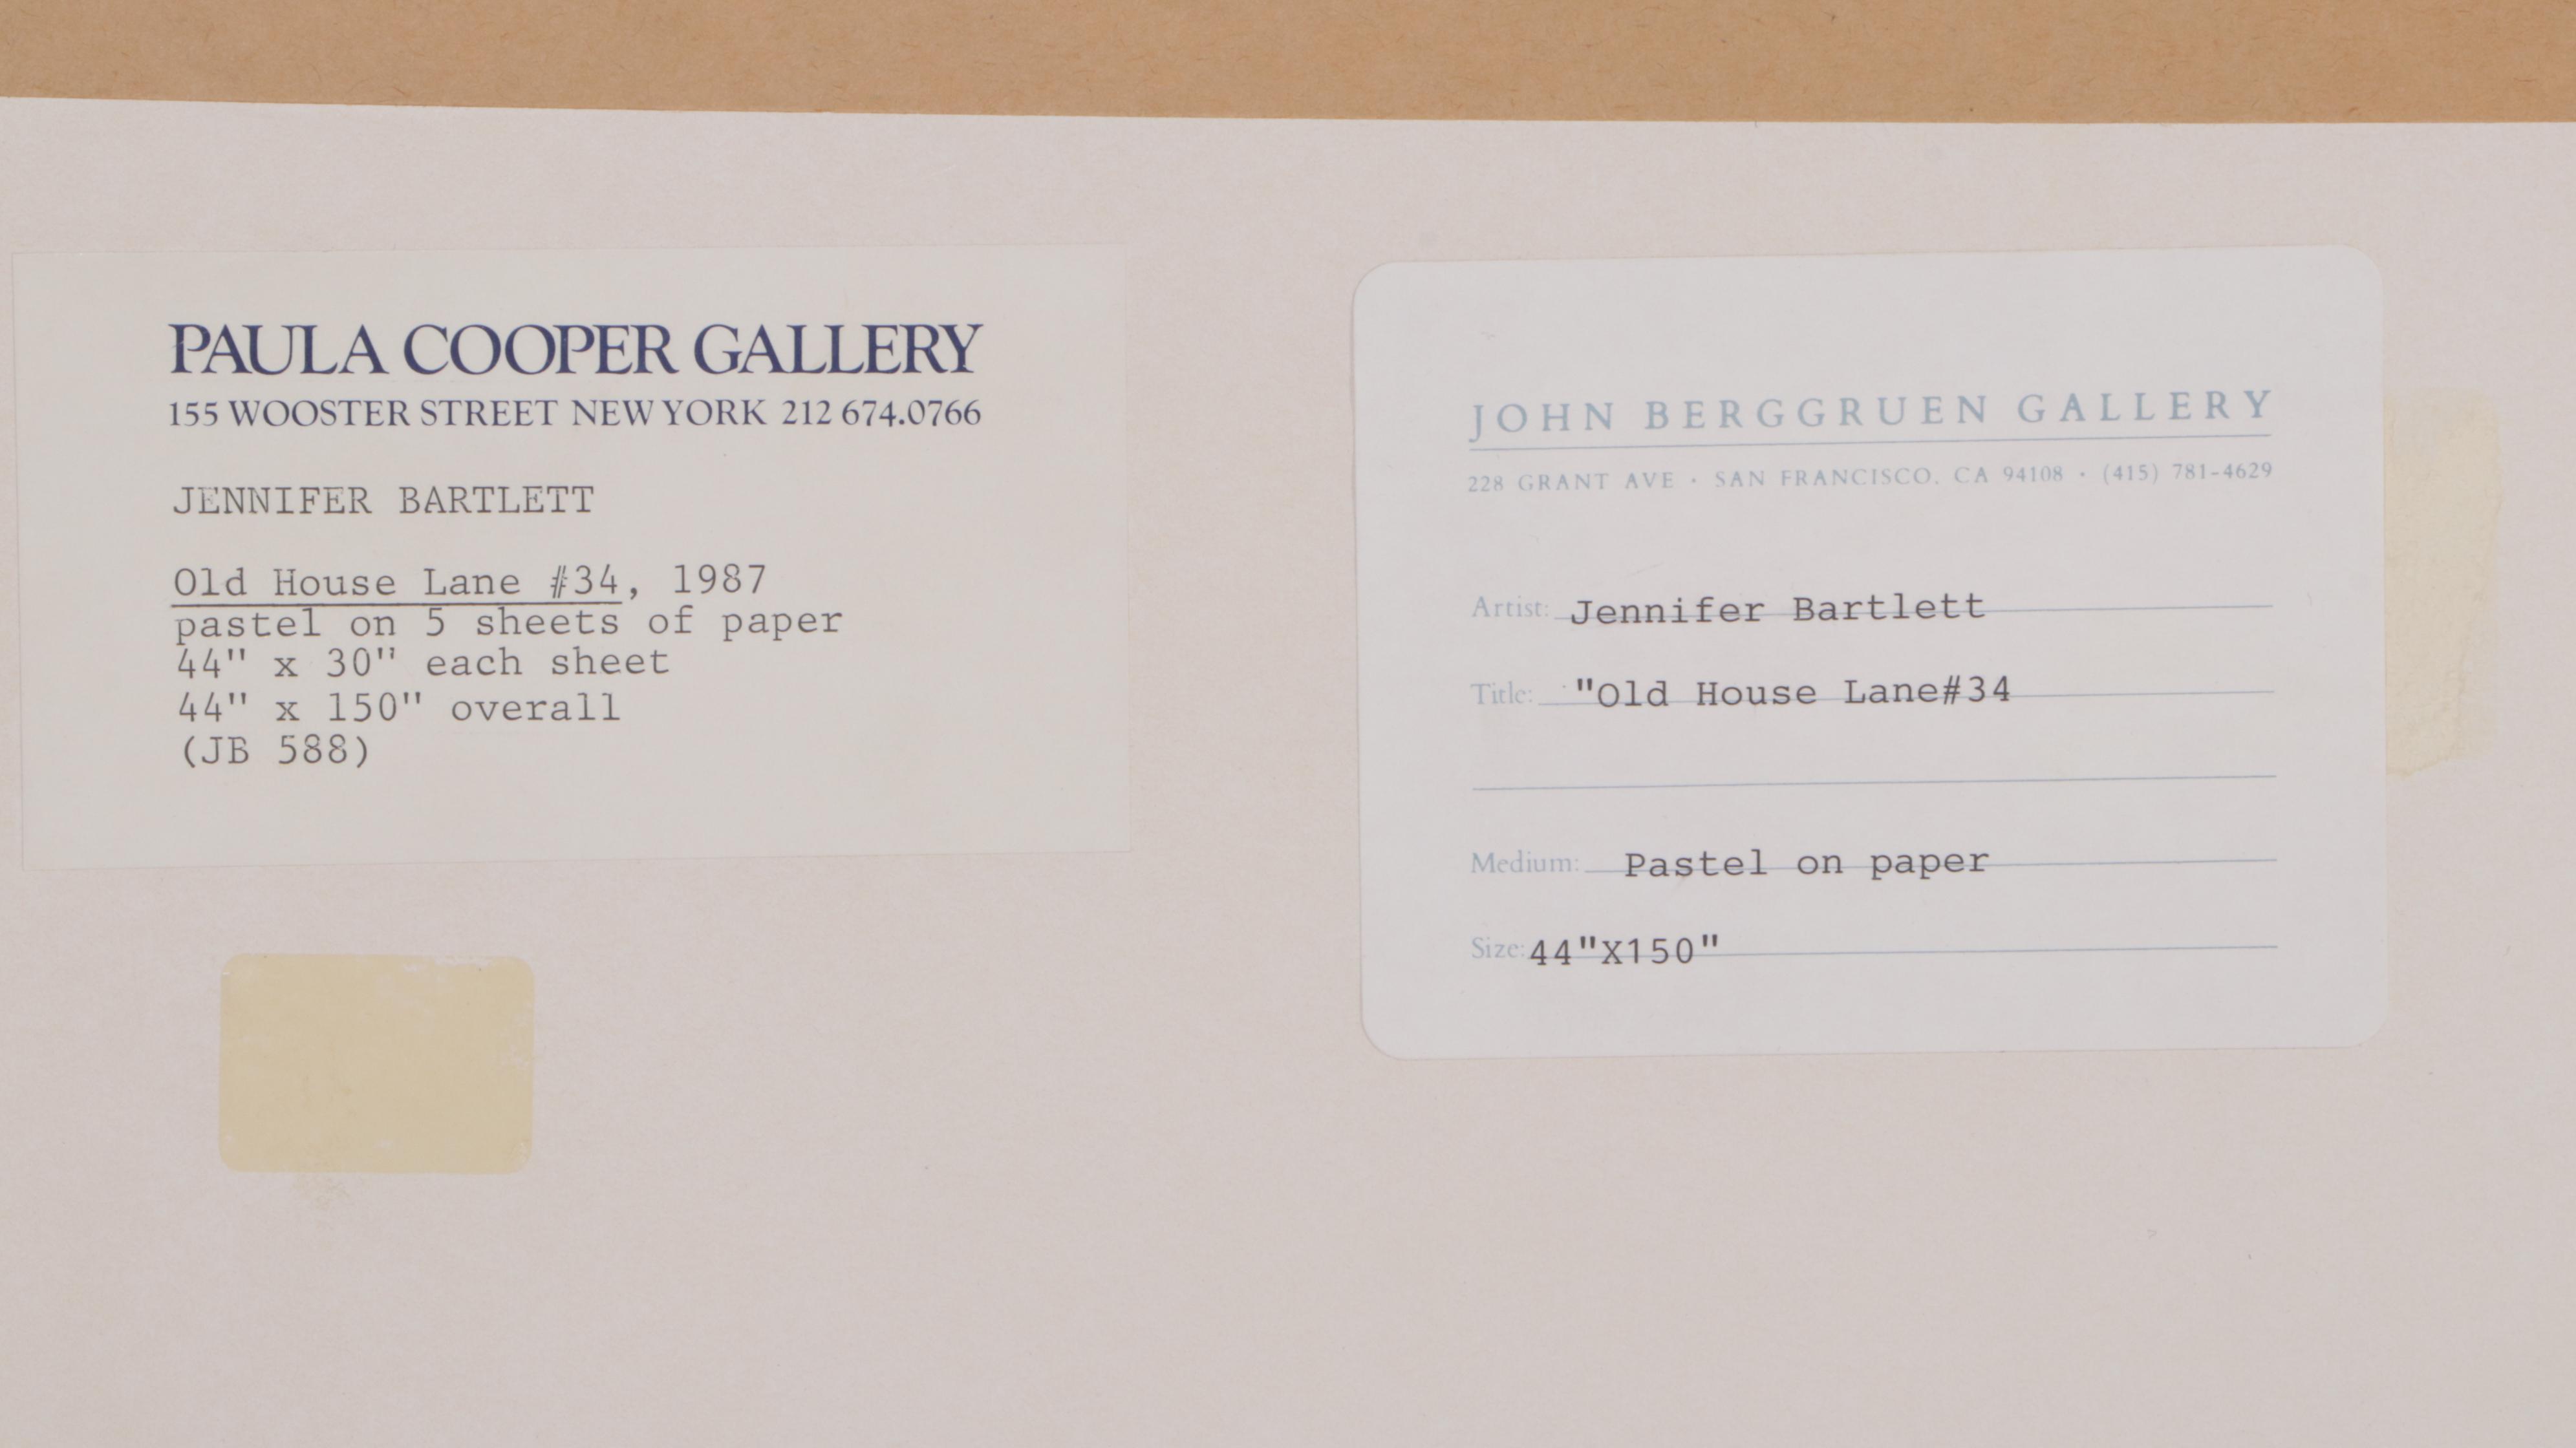 PAULA COOPER GALLERY
155 WOOSTER STREET NEW YORK 212 674.0766
JENNIFER BARTLETT
Old House Lane #34, 1987
pastel on 5 sheets of paper
44" x 30" each sheet
44" x 150" overall
(JB 588)
JOHN BERGGRUEN GALLERY
228 GRANT AVE · SAN FRANCISCO, CA 94108 · (415) 781-4629
Artist: Jennifer Bartlett
Title: "Old House Lane#34
Medium: Pastel on paper
Size: 44"X150"